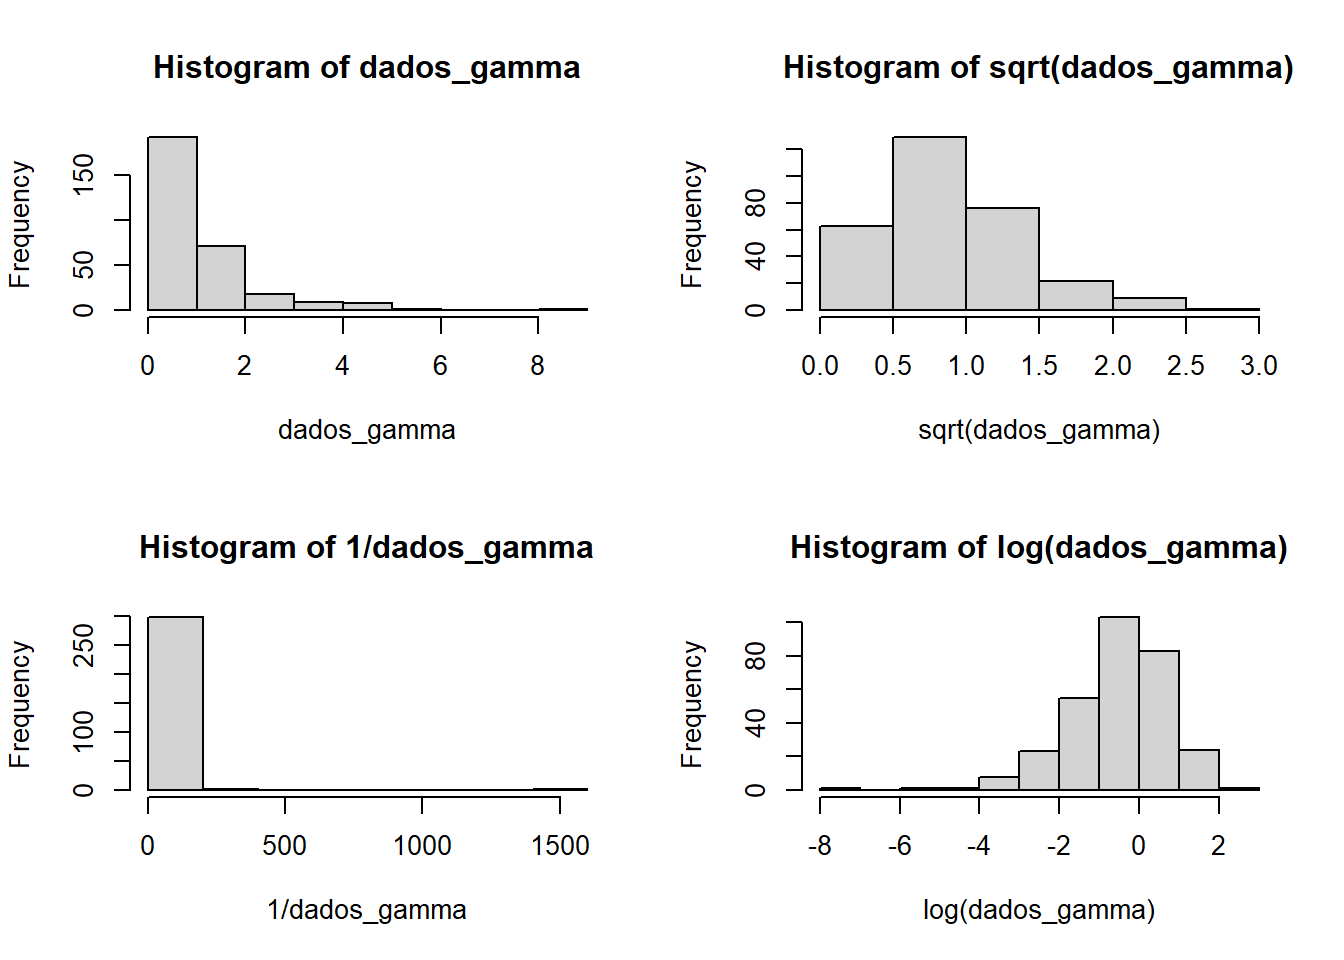 Histogram of dados_gamma
Frequency
0 50 150
0 2 4 6 8
dados_gamma
Histogram of sqrt(dados_gamma)
Frequency
0 40 80
0.0 0.5 1.0 1.5 2.0 2.5 3.0
sqrt(dados_gamma)
Histogram of 1/dados_gamma
Frequency
0 100 250
0 500 1000 1500
1/dados_gamma
Histogram of log(dados_gamma)
Frequency
0 40 80
-8 -6 -4 -2 0 2
log(dados_gamma)